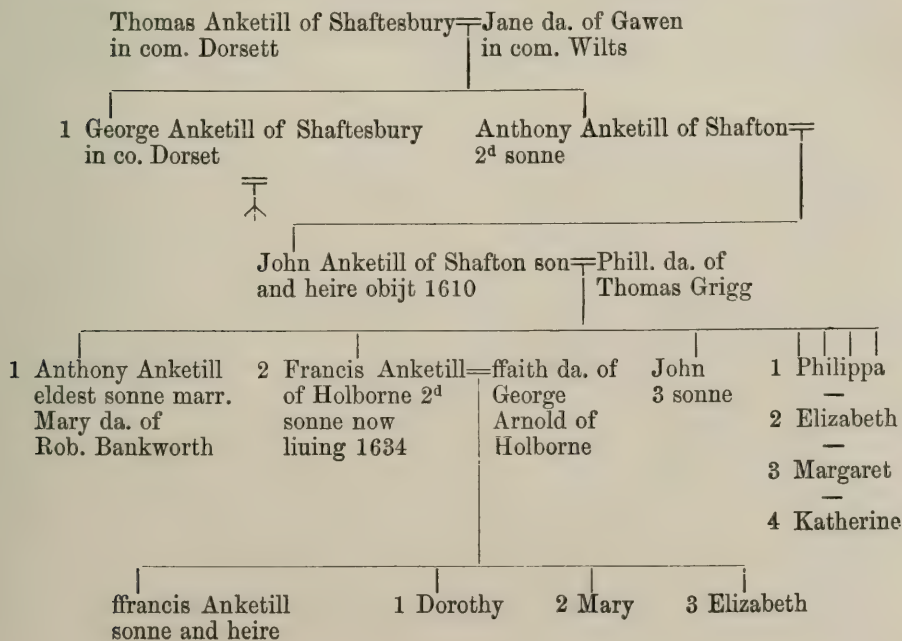 Thomas Anketill of Shaftesbury
in com. Dorsett
Jane da. of Gawen
in com. Wilts
1 George Anketill of Shaftesbury
in co. Dorset
Anthony Anketill of Shafton
2d sonne
John Anketill of Shafton son
and heire obijt 1610
Phill. da. of
Thomas Grigg
1 Anthony Anketill
eldest sonne marr.
Mary da. of
Rob. Bankworth
2 Francis Anketill
of Holborne 2d
sonne now
liuing 1634
ffaith da. of
George
Arnold of
Holborne
John
3 sonne
1 Philippa
2 Elizabeth
3 Margaret
4 Katherine
ffrancis Anketill
sonne and heire
1 Dorothy
2 Mary
3 Elizabeth